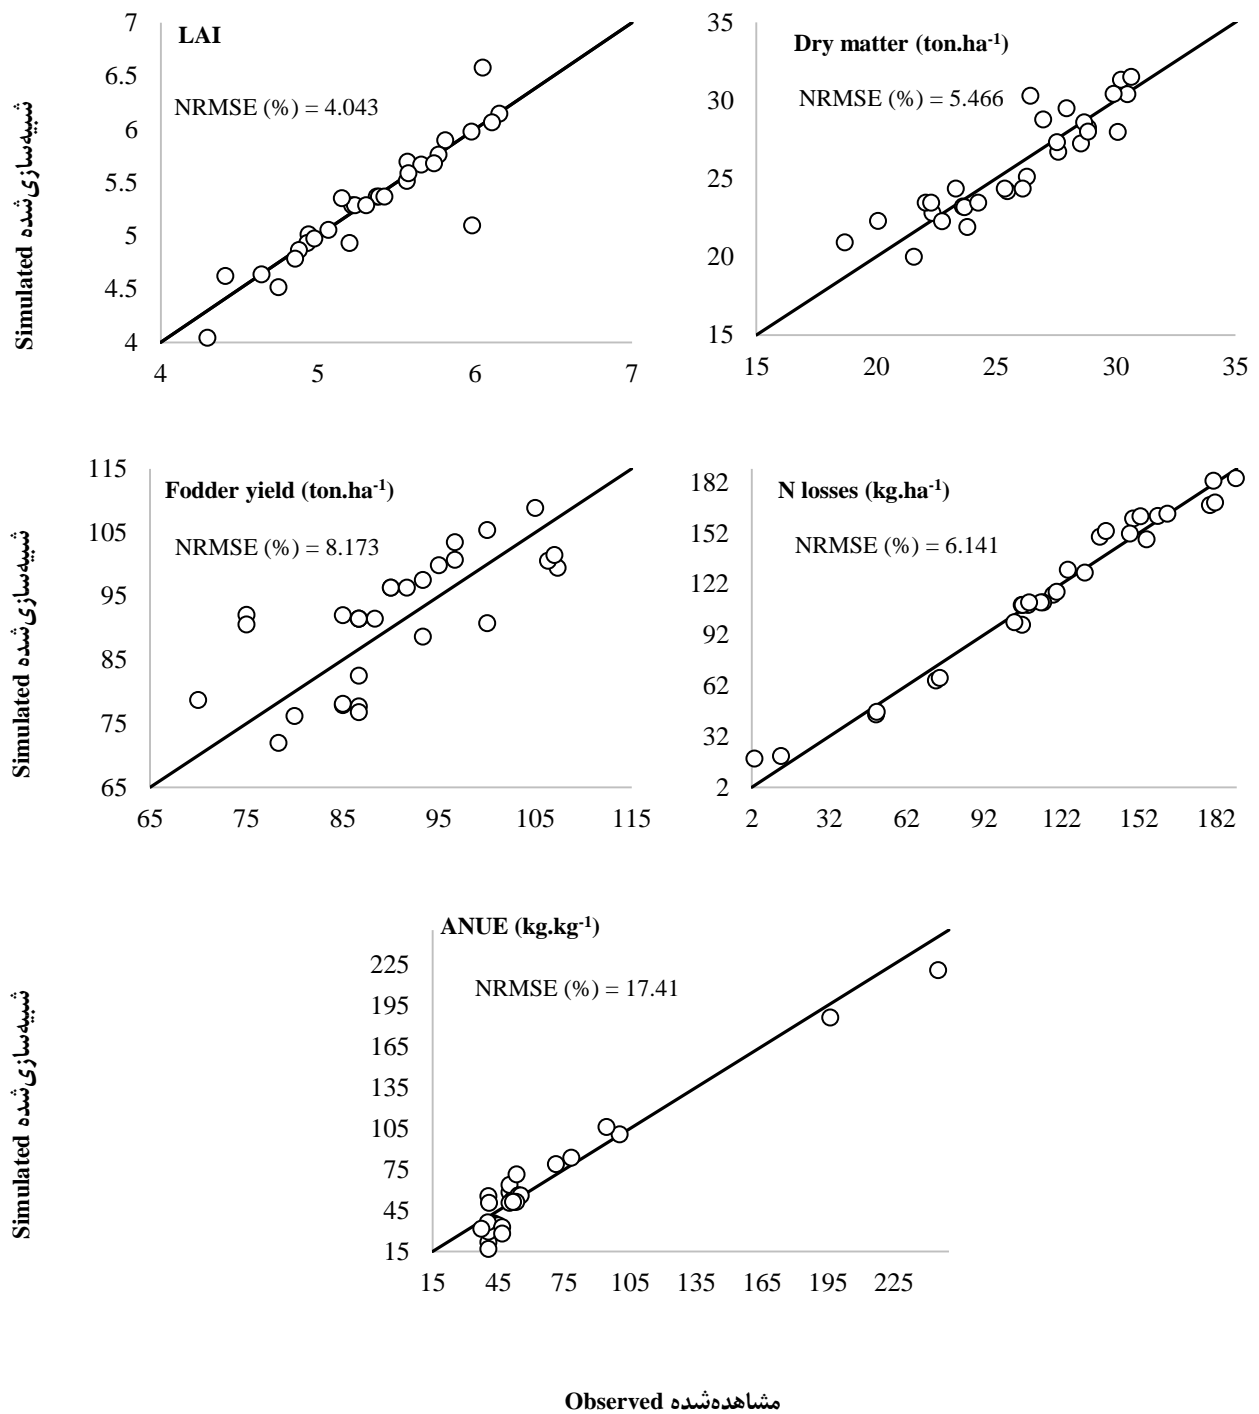 LAI
NRMSE (%) = 4.043
7
6.5
6
5.5
5
4.5
4
4 5 6 7
شبیه‌سازی‌شده Simulated
Dry matter (ton.ha-1)
NRMSE (%) = 5.466
35
30
25
20
15
15 20 25 30 35
Fodder yield (ton.ha-1)
NRMSE (%) = 8.173
115
105
95
85
75
65
65 75 85 95 105 115
شبیه‌سازی‌شده Simulated
N losses (kg.ha-1)
NRMSE (%) = 6.141
182
152
122
92
62
32
2
2 32 62 92 122 152 182
ANUE (kg.kg-1)
NRMSE (%) = 17.41
225
195
165
135
105
75
45
15
15 45 75 105 135 165 195 225
شبیه‌سازی‌شده Simulated
مشاهده‌شده Observed